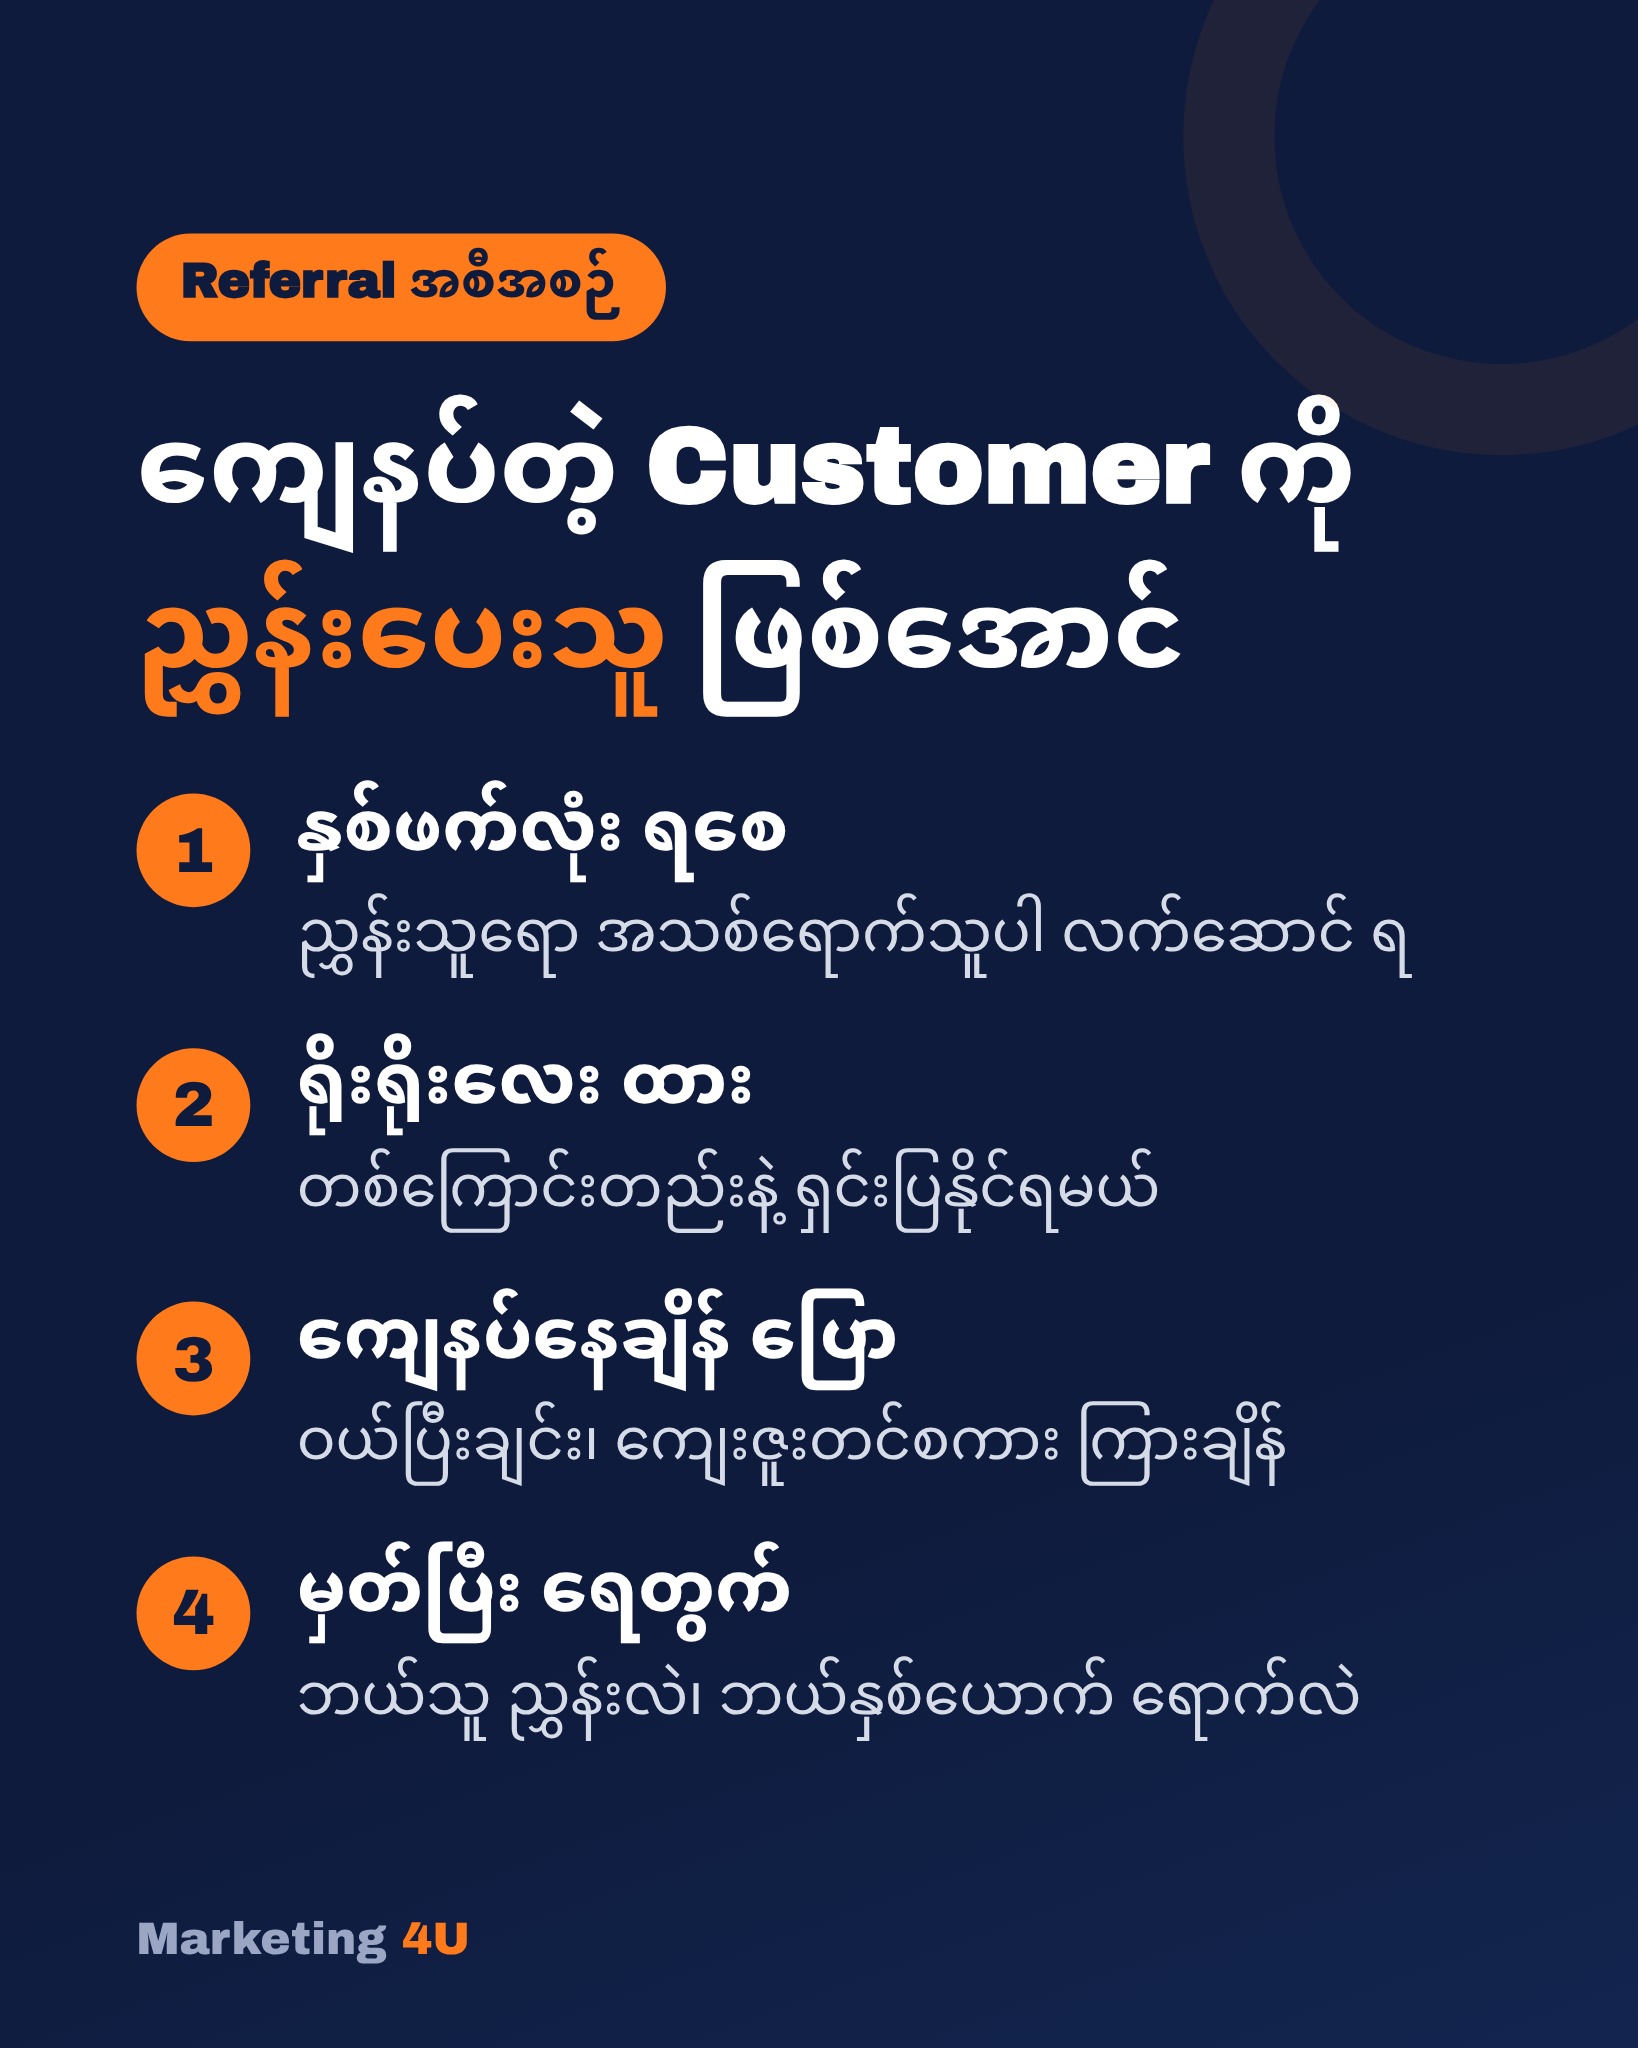 Referral အစီအစဉ်
ကျေနပ်တဲ့ Customer ကို
ညွှန်းပေးသူ ဖြစ်အောင်
1
နှစ်ဖက်လုံး ရစေ
ညွှန်းသူရော အသစ်ရောက်သူပါ လက်ဆောင် ရ
2
ရိုးရိုးလေး ထား
တစ်ကြောင်းတည်းနဲ့ ရှင်းပြနိုင်ရမယ်
3
ကျေနပ်နေချိန် ပြော
ဝယ်ပြီးချင်း၊ ကျေးဇူးတင်စကား ကြားချိန်
4
မှတ်ပြီး ရေတွက်
ဘယ်သူ ညွှန်းလဲ၊ ဘယ်နှစ်ယောက် ရောက်လဲ
Marketing 4U